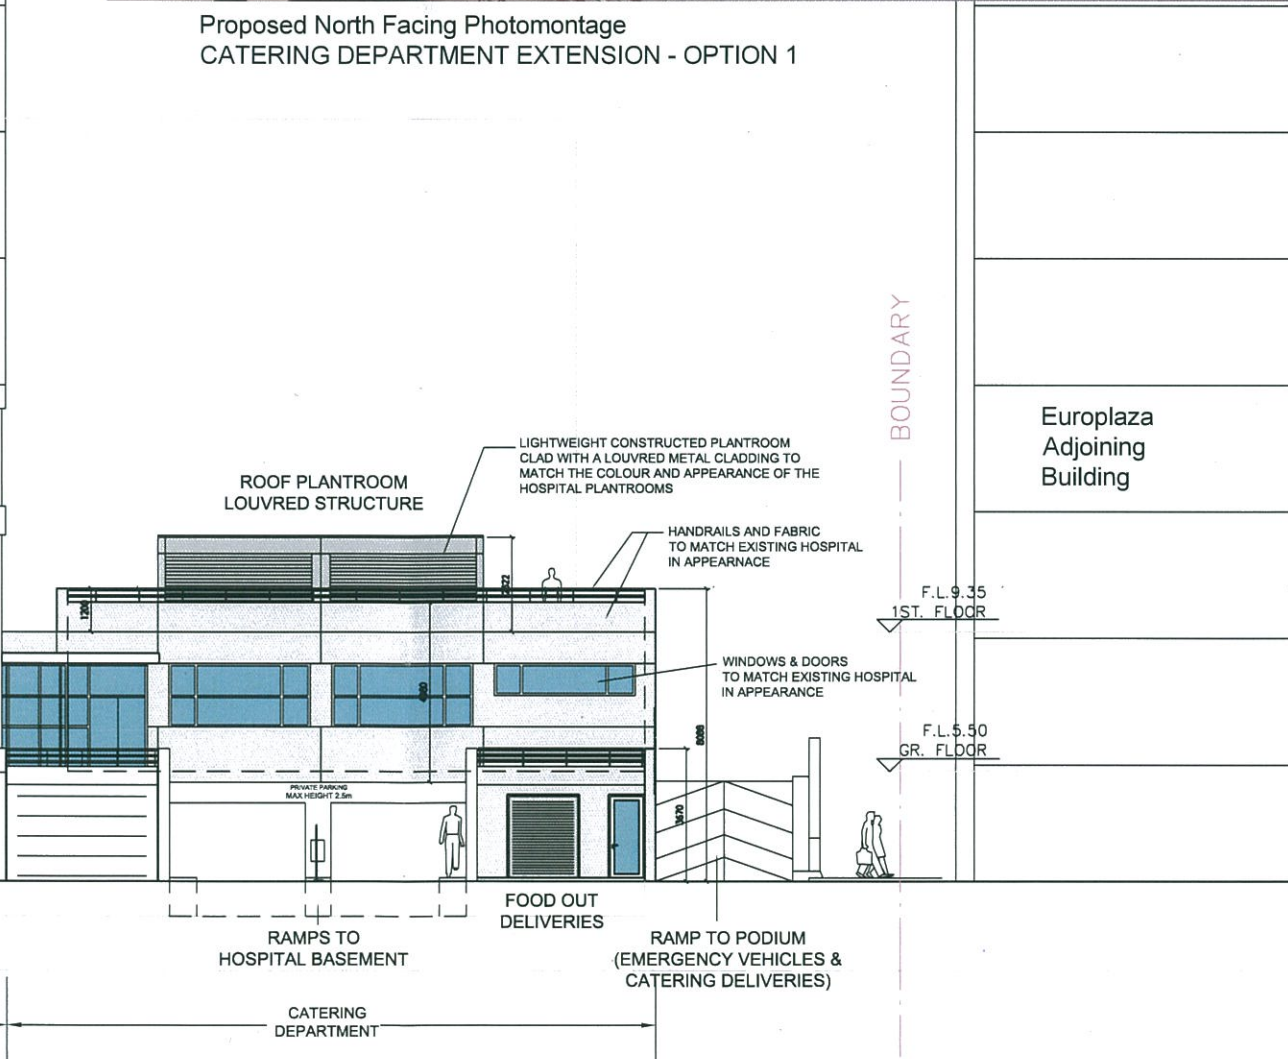 Proposed North Facing Photomontage
CATERING DEPARTMENT EXTENSION - OPTION 1
BOUNDARY
Europlaza
Adjoining
Building
LIGHTWEIGHT CONSTRUCTED PLANTROOM
CLAD WITH A LOUVRED METAL CLADDING TO
MATCH THE COLOUR AND APPEARANCE OF THE
HOSPITAL PLANTROOMS
ROOF PLANTROOM
LOUVRED STRUCTURE
HANDRAILS AND FABRIC
TO MATCH EXISTING HOSPITAL
IN APPEARNACE
F.L.9.35
1ST. FLOOR
1200
WINDOWS & DOORS
TO MATCH EXISTING HOSPITAL
IN APPEARANCE
F.L.5.50
GR. FLOOR
PRIVATE PARKING
MAX HEIGHT 2.5m
3670
FOOD OUT
DELIVERIES
RAMPS TO
HOSPITAL BASEMENT
RAMP TO PODIUM
(EMERGENCY VEHICLES &
CATERING DELIVERIES)
CATERING
DEPARTMENT